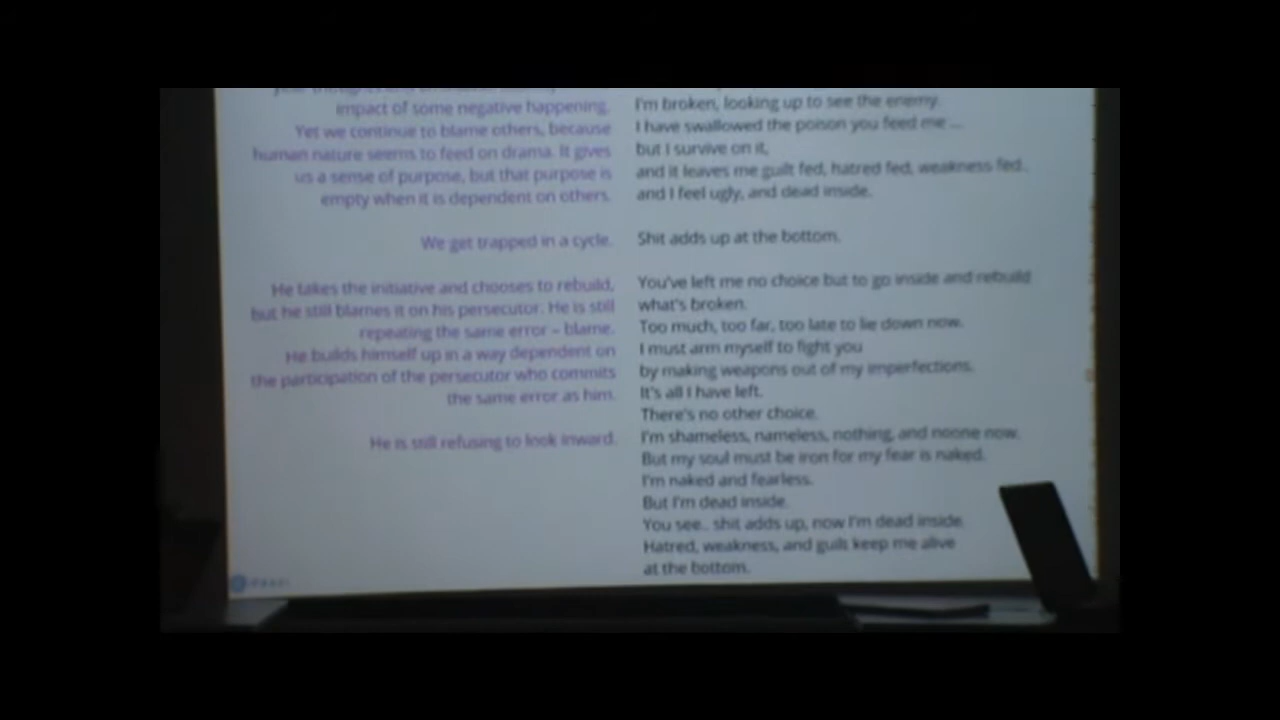 impact of some negative happening.
Yet we continue to blame others, because
human nature seems to feed on drama. It gives
us a sense of purpose, but that purpose is
empty when it is dependent on others.
We get trapped in a cycle.
He takes the initiative and chooses to rebuild,
but he still blames it on his persecutor. He is still
repeating the same error – blame.
He builds himself up in a way dependent on
the participation of the persecutor who commits
the same error as him.
He is still refusing to look inward.
I'm broken, looking up to see the enemy.
I have swallowed the poison you feed me ...
but I survive on it,
and it leaves me guilt fed, hatred fed, weakness fed..
and I feel ugly, and dead inside.
Shit adds up at the bottom.
You've left me no choice but to go inside and rebuild
what's broken.
Too much, too far, too late to lie down now.
I must arm myself to fight you
by making weapons out of my imperfections.
It's all I have left.
There's no other choice.
I'm shameless, nameless, nothing, and noone now.
But my soul must be iron for my fear is naked.
I'm naked and fearless.
But I'm dead inside.
You see.. shit adds up, now I'm dead inside.
Hatred, weakness, and guilt keep me alive
at the bottom.